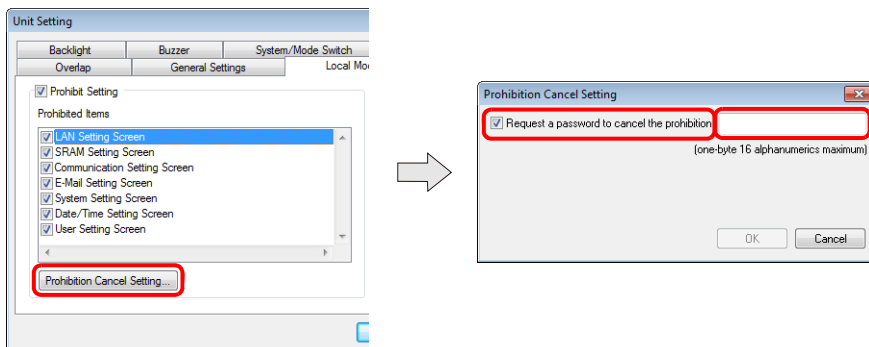 Unit Setting
Backlight Buzzer System/Mode Switch
Overlap General Settings Local Mo
Prohibit Setting
Prohibited Items
LAN Setting Screen
SRAM Setting Screen
Communication Setting Screen
E-Mail Setting Screen
System Setting Screen
Date/Time Setting Screen
User Setting Screen
Prohibition Cancel Setting...
Prohibition Cancel Setting
Request a password to cancel the prohibition
(one-byte 16 alphanumerics maximum)
OK Cancel